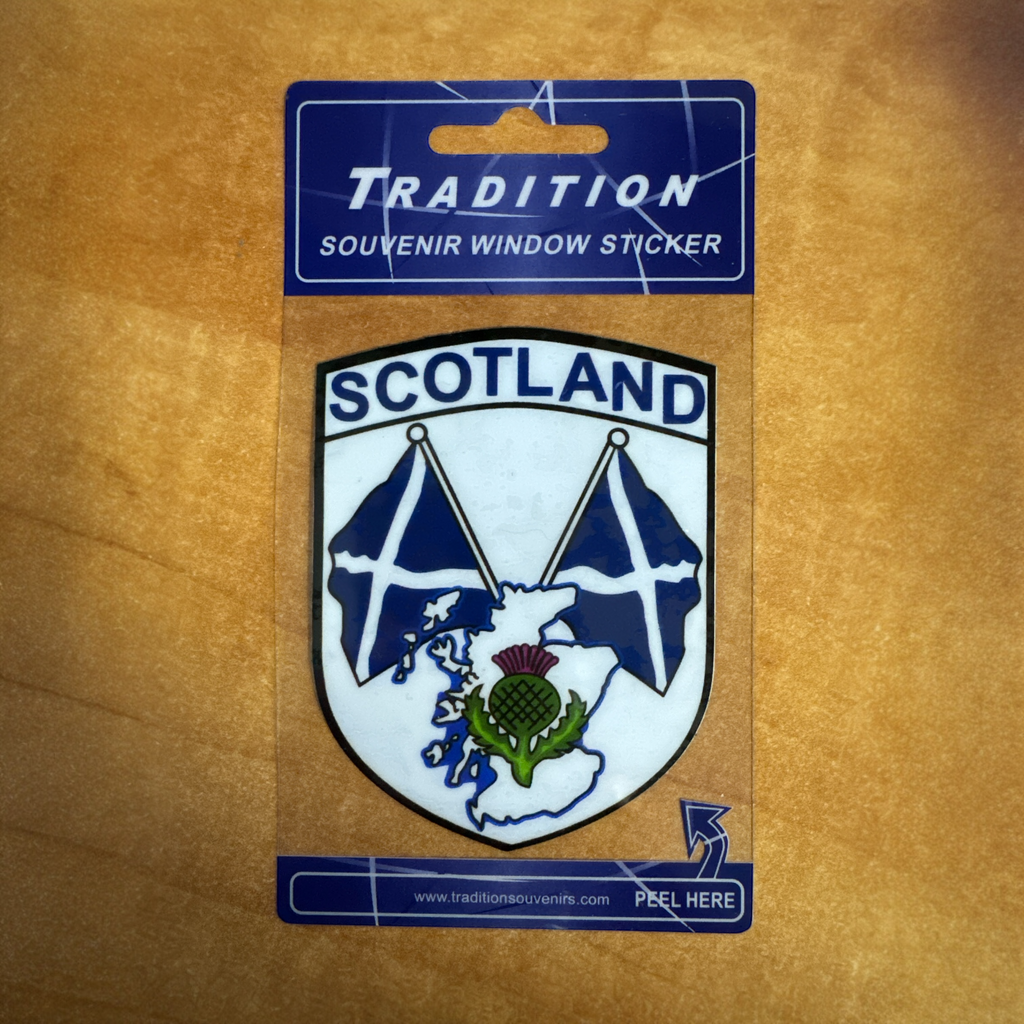 TRADITION
SOUVENIR WINDOW STICKER
SCOTLAND
www.traditionsouvenirs.com
PEEL HERE